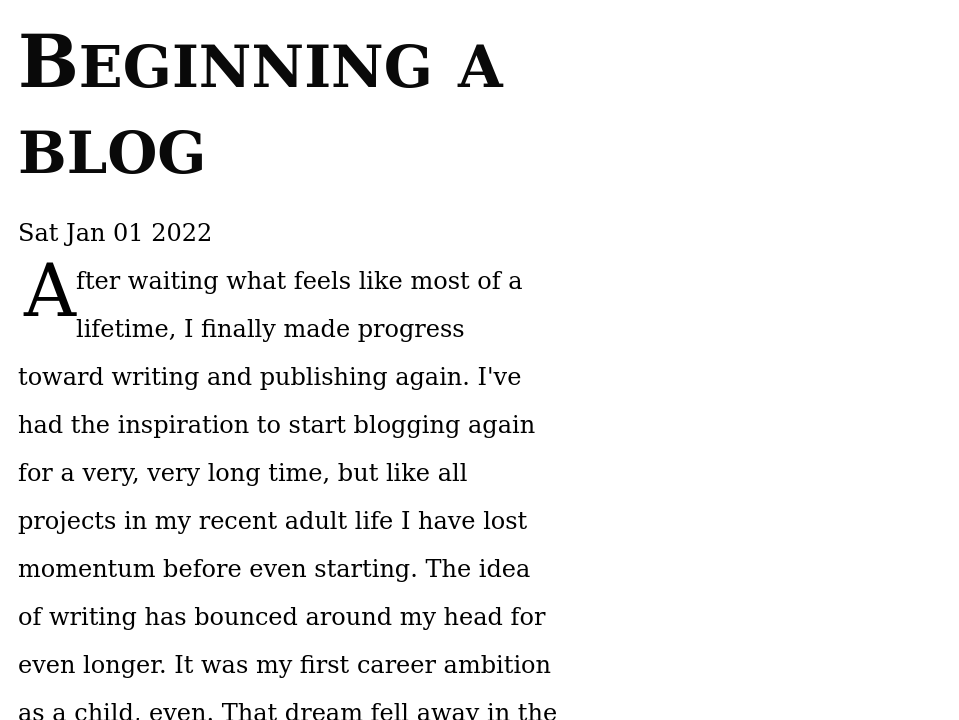 Beginning a
blog
Sat Jan 01 2022
After waiting what feels like most of a
lifetime, I finally made progress
toward writing and publishing again. I've
had the inspiration to start blogging again
for a very, very long time, but like all
projects in my recent adult life I have lost
momentum before even starting. The idea
of writing has bounced around my head for
even longer. It was my first career ambition
as a child, even. That dream fell away in the